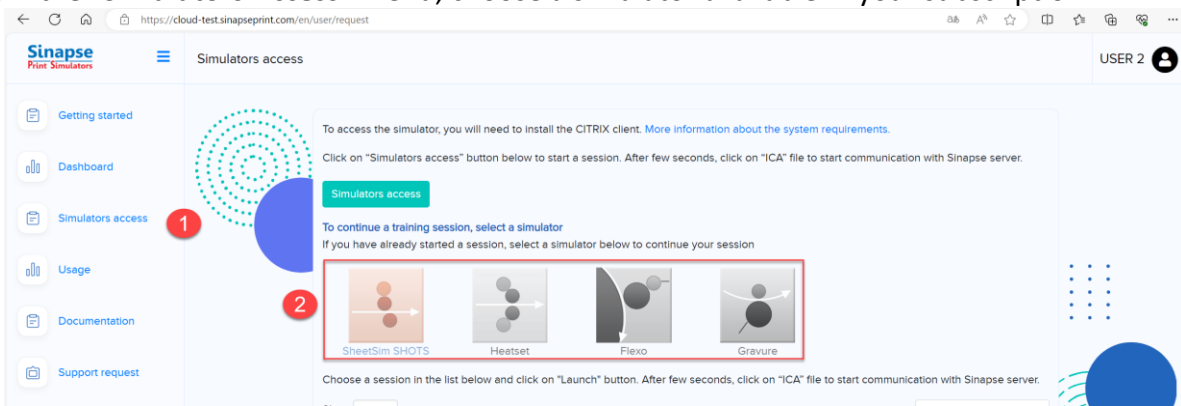 https://cloud-test.sinapseprint.com/en/user/request
Sinapse
Print Simulators
Simulators access
USER 2
Getting started
Dashboard
Simulators access
Usage
Documentation
Support request
1
To access the simulator, you will need to install the CITRIX client. More information about the system requirements.
Click on "Simulators access" button below to start a session. After few seconds, click on "ICA" file to start communication with Sinapse server.
Simulators access
To continue a training session, select a simulator
If you have already started a session, select a simulator below to continue your session
2
SheetSim SHOTS
Heatset
Flexo
Gravure
Choose a session in the list below and click on "Launch" button. After few seconds, click on "ICA" file to start communication with Sinapse server.